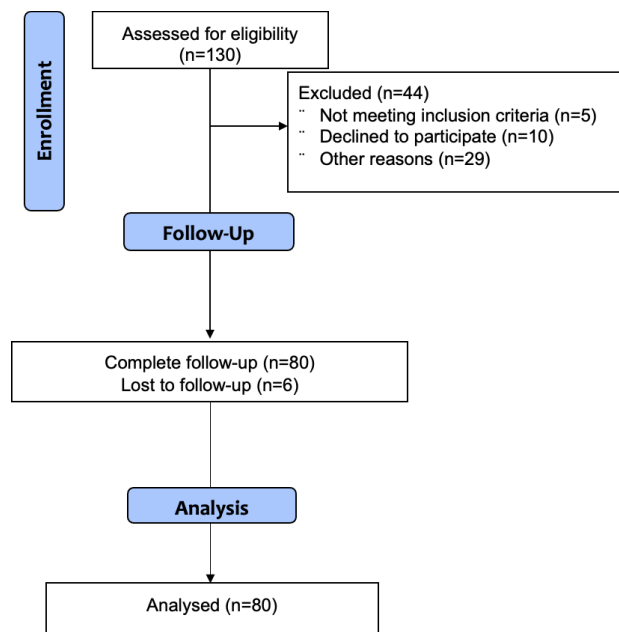 Enrollment
Assessed for eligibility
(n=130)
Excluded (n=44)
¨ Not meeting inclusion criteria (n=5)
¨ Declined to participate (n=10)
¨ Other reasons (n=29)
Follow-Up
Complete follow-up (n=80)
Lost to follow-up (n=6)
Analysis
Analysed (n=80)